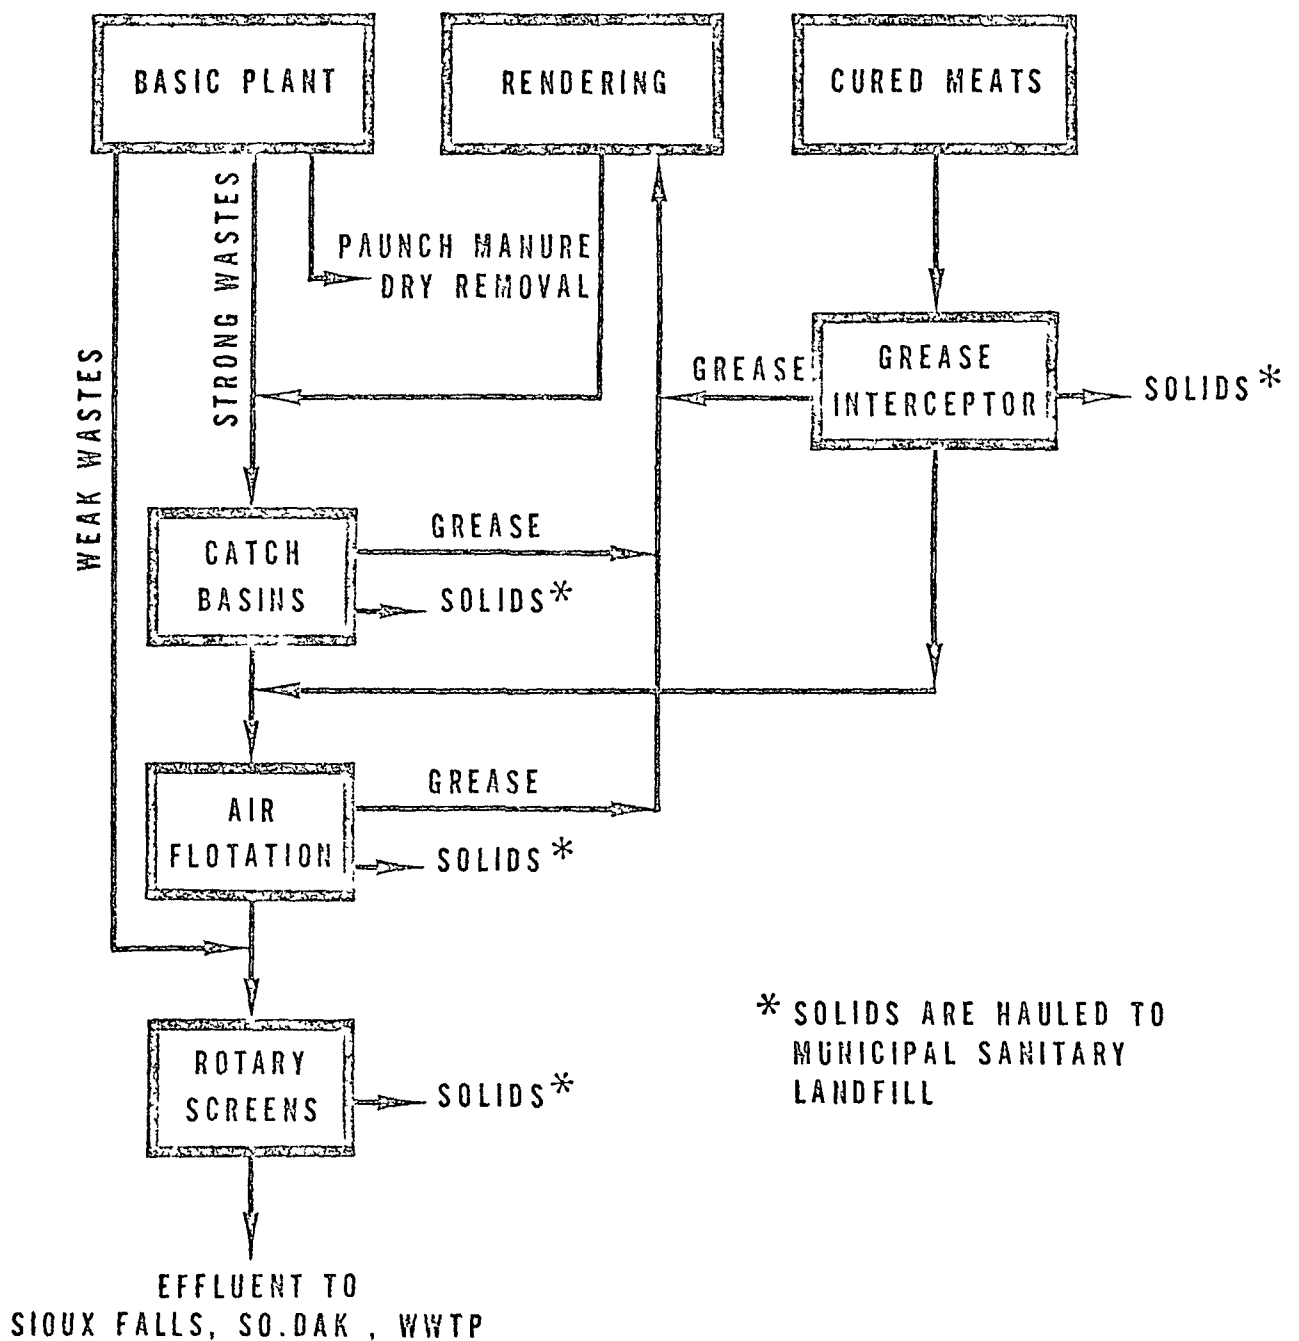 BASIC PLANT
RENDERING
CURED MEATS
STRONG WASTES
PAUNCH MANURE
DRY REMOVAL
WEAK WASTES
GREASE
GREASE
INTERCEPTOR
SOLIDS*
GREASE
CATCH
BASINS
SOLIDS*
GREASE
AIR
FLOTATION
SOLIDS*
* SOLIDS ARE HAULED TO
MUNICIPAL SANITARY
LANDFILL
ROTARY
SCREENS
SOLIDS*
EFFLUENT TO
SIOUX FALLS, SO.DAK , WWTP